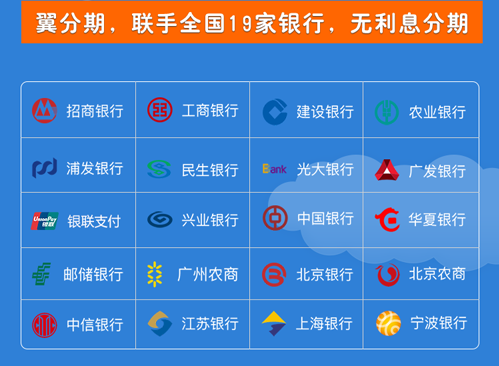 翼分期，联手全国19家银行，无利息分期
招商银行 工商银行 建设银行 农业银行
浦发银行 民生银行 Bank 光大银行 广发银行
UnionPay 银联 银联支付 兴业银行 中国银行 华夏银行
邮储银行 广州农商 北京银行 北京农商
中信银行 江苏银行 上海银行 宁波银行